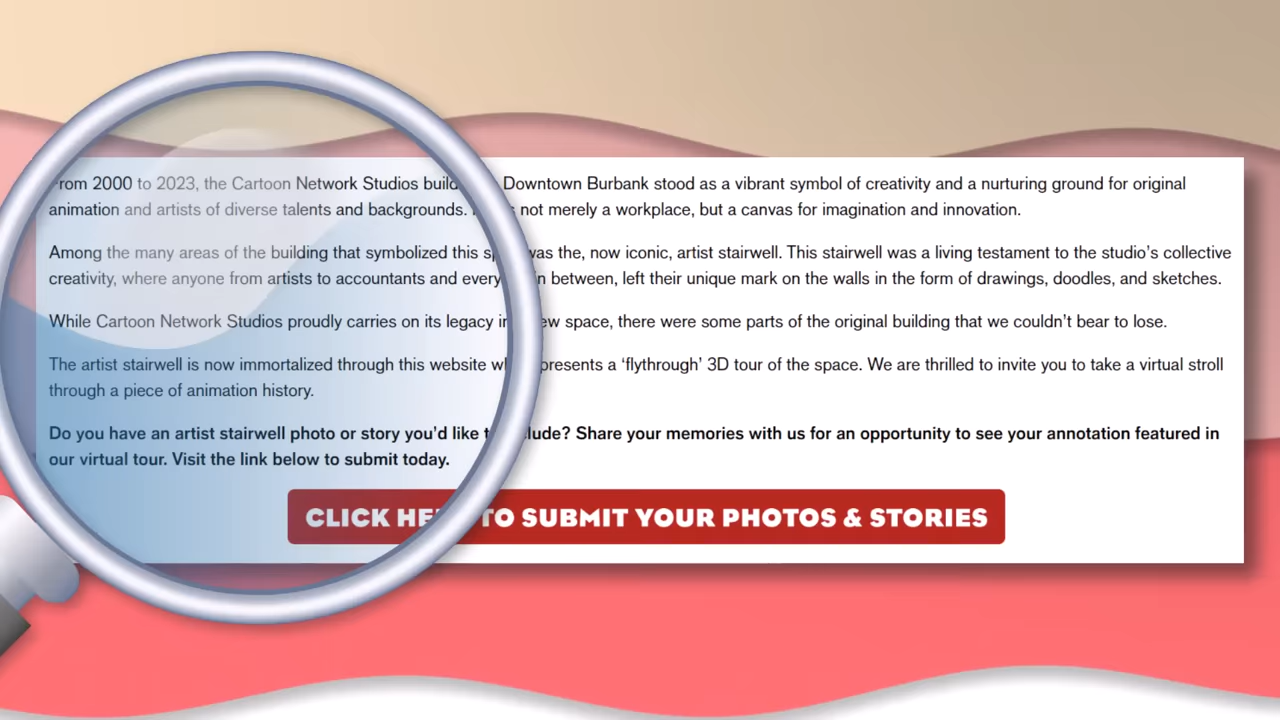 rom 2000 to 2023, the Cartoon Network Studios build Downtown Burbank stood as a vibrant symbol of creativity and a nurturing ground for original
animation and artists of diverse talents and backgrounds. not merely a workplace, but a canvas for imagination and innovation.
Among the many areas of the building that symbolized this sp was the, now iconic, artist stairwell. This stairwell was a living testament to the studio's collective
creativity, where anyone from artists to accountants and every in between, left their unique mark on the walls in the form of drawings, doodles, and sketches.
While Cartoon Network Studios proudly carries on its legacy in ew space, there were some parts of the original building that we couldn't bear to lose.
The artist stairwell is now immortalized through this website wh presents a 'flythrough' 3D tour of the space. We are thrilled to invite you to take a virtual stroll
through a piece of animation history.
Do you have an artist stairwell photo or story you'd like t lude? Share your memories with us for an opportunity to see your annotation featured in
our virtual tour. Visit the link below to submit today.
CLICK HE TO SUBMIT YOUR PHOTOS & STORIES